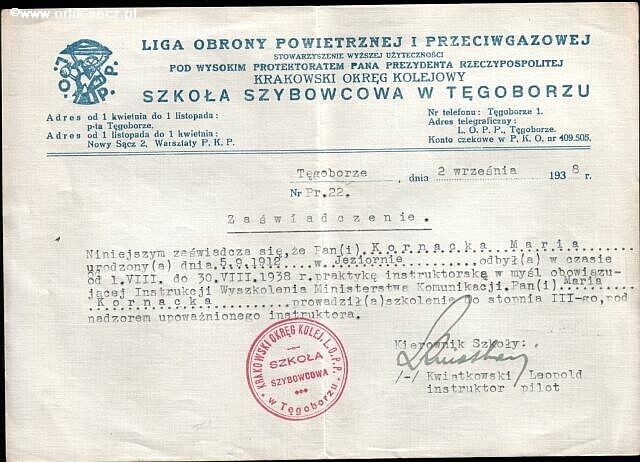 ©www.orlik.sacz.pl
L.O.P.P.
LIGA OBRONY POWIETRZNEJ I PRZECIWGAZOWEJ
STOWARZYSZENIE WYŻSZEJ UŻYTECZNOŚCI
POD WYSOKIM PROTEKTORATEM PANA PREZYDENTA RZECZYPOSPOLITEJ
KRAKOWSKI OKRĘG KOLEJOWY
SZKOŁA SZYBOWCOWA W TĘGOBORZU
Adres od 1 kwietnia do 1 listopada:
p-ta Tęgoborze.
Adres od 1 listopada do 1 kwietnia:
Nowy Sącz 2, Warsztaty P. K. P.
Nr telefonu: Tęgoborze 1.
Adres telegraficzny:
L. O. P. P., Tęgoborze.
Konto czekowe w P. K. O. nr 409.505.
Tęgoborze, dnia 2 września 1938 r.
Nr Pr.22.
Zaświadczenie.
Niniejszym zaświadcza się, że Pan(i) Kornacka Maria
urodzony(a) dnia 5.9.1912 w Jeziornie odbył(a) w czasie
od 1.VIII. do 30.VIII.1938 r. praktykę instruktorską w myśl obowiązu-
jącej Instrukcji Wyszkolenia Ministerstwa Komunikacji. Pan(i) Maria
Kornacka prowadził(a) szkolenie do stopnia III-go, pod
nadzorem upoważnionego instruktora.
Kierownik Szkoły:
/-/ Kwiatkowski Leopold
instruktor pilot
KRAKOWSKI OKRĘG KOLEJ. L.O.P.P.
SZKOŁA
SZYBOWCOWA
w Tęgoborzu